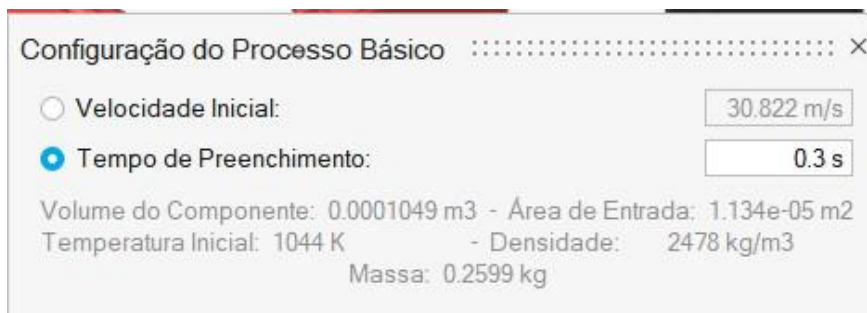 Configuração do Processo Básico
Velocidade Inicial: 30.822 m/s
Tempo de Preenchimento: 0.3 s
Volume do Componente: 0.0001049 m3 - Área de Entrada: 1.134e-05 m2
Temperatura Inicial: 1044 K - Densidade: 2478 kg/m3
Massa: 0.2599 kg